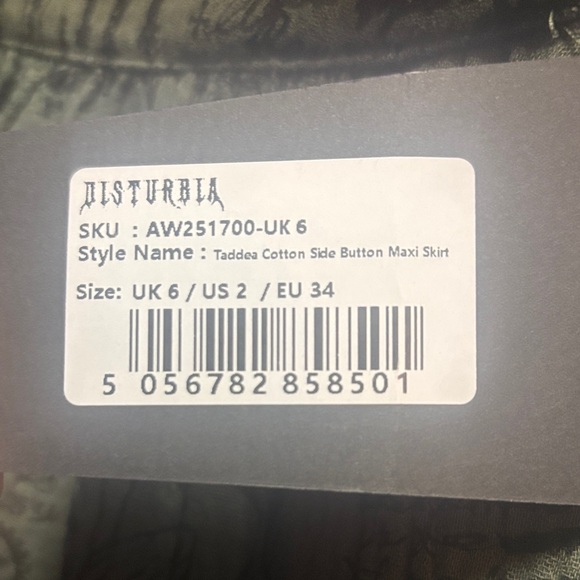 DISTURBIA
SKU : AW251700-UK 6
Style Name : Taddea Cotton Side Button Maxi Skirt
Size: UK 6 / US 2 / EU 34
5 056782 858501